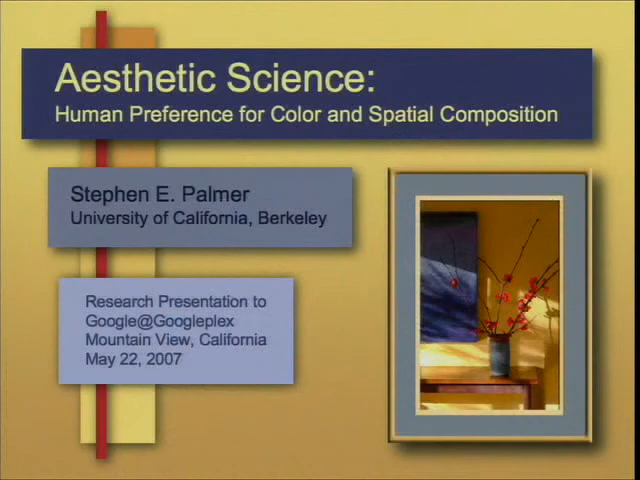 Aesthetic Science:
Human Preference for Color and Spatial Composition
Stephen E. Palmer
University of California, Berkeley
Research Presentation to
Google@Googleplex
Mountain View, California
May 22, 2007